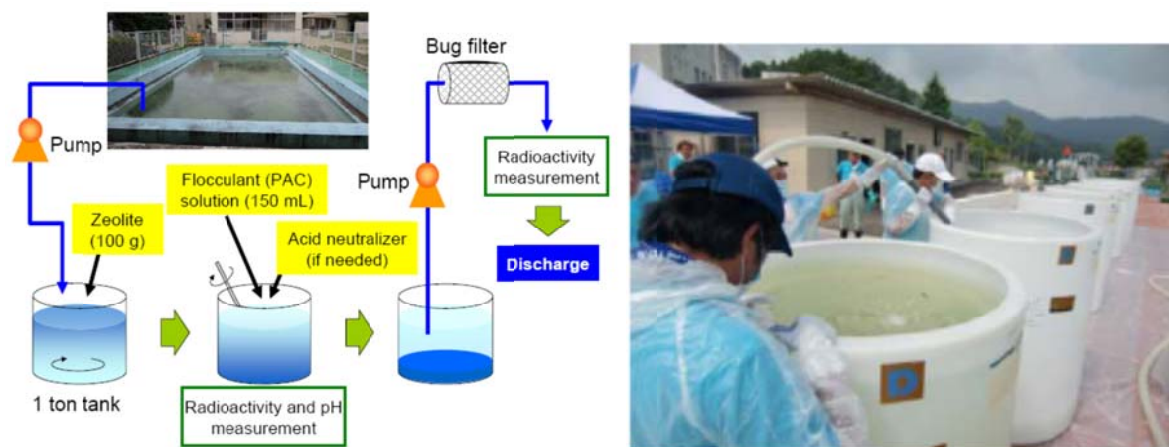 Bug filter
Pump
Radioactivity
measurement
Flocculant (PAC)
solution (150 mL)
Pump
Zeolite
(100 g)
Acid neutralizer
(if needed)
Discharge
1 ton tank
Radioactivity and pH
measurement
D